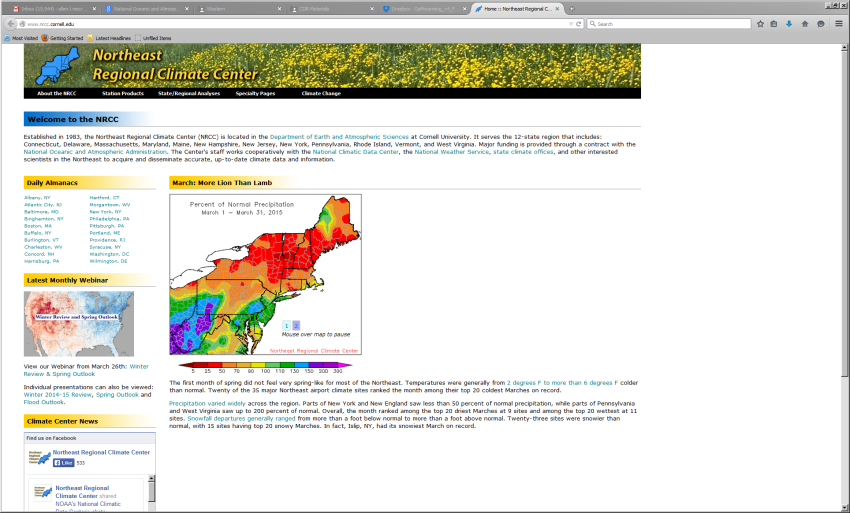 Inbox (15,044) - allen.lmoor...
National Oceanic and Atmosp...
Western
CDR Materials
Home :: Northeast Regional C...
www.nrcc.cornell.edu
Search
Most Visited Getting Started Latest Headlines Unfiled Items
Northeast
Regional Climate Center
About the NRCC Station Products State/Regional Analyses Specialty Pages Climate Change
Welcome to the NRCC
Established in 1983, the Northeast Regional Climate Center (NRCC) is located in the Department of Earth and Atmospheric Sciences at Cornell University. It serves the 12-state region that includes:
Connecticut, Delaware, Massachusetts, Maryland, Maine, New Hampshire, New Jersey, New York, Pennsylvania, Rhode Island, Vermont, and West Virginia. Major funding is provided through a contract with the
National Oceanic and Atmospheric Administration. The Center's staff works cooperatively with the National Climatic Data Center, the National Weather Service, state climate offices, and other interested
scientists in the Northeast to acquire and disseminate accurate, up-to-date climate data and information.
Daily Almanacs
Albany, NY Hartford, CT
Atlantic City, NJ Morgantown, WV
Baltimore, MD New York, NY
Binghamton, NY Philadelphia, PA
Boston, MA Pittsburgh, PA
Buffalo, NY Portland, ME
Burlington, VT Providence, RI
Charleston, WV Syracuse, NY
Concord, NH Washington, DC
Harrisburg, PA Wilmington, DE
Latest Monthly Webinar
Winter Review and Spring Outlook
View our Webinar from March 26th: Winter
Review & Spring Outlook
Individual presentations can also be viewed:
Winter 2014-15 Review, Spring Outlook and
Flood Outlook.
Climate Center News
Find us on Facebook
Northeast Regional Climate Center
Like 533
Northeast Regional
Climate Center shared
NOAA's National Climatic
March: More Lion Than Lamb
Percent of Normal Precipitation
March 1 - March 31, 2015
1 2
Mouse over map to pause
Northeast Regional Climate Center
5 25 50 70 90 100 110 130 150 200 300
The first month of spring did not feel very spring-like for most of the Northeast. Temperatures were generally from 2 degrees F to more than 6 degrees F colder
than normal. Twenty of the 35 major Northeast airport climate sites ranked the month among their top 20 coldest Marches on record.
Precipitation varied widely across the region. Parts of New York and New England saw less than 50 percent of normal precipitation, while parts of Pennsylvania
and West Virginia saw up to 200 percent of normal. Overall, the month ranked among the top 20 driest Marches at 9 sites and among the top 20 wettest at 11
sites. Snowfall departures generally ranged from more than a foot below normal to more than a foot above normal. Twenty-three sites were snowier than
normal, with 15 sites having top 20 snowy Marches. In fact, Islip, NY, had its snowiest March on record.